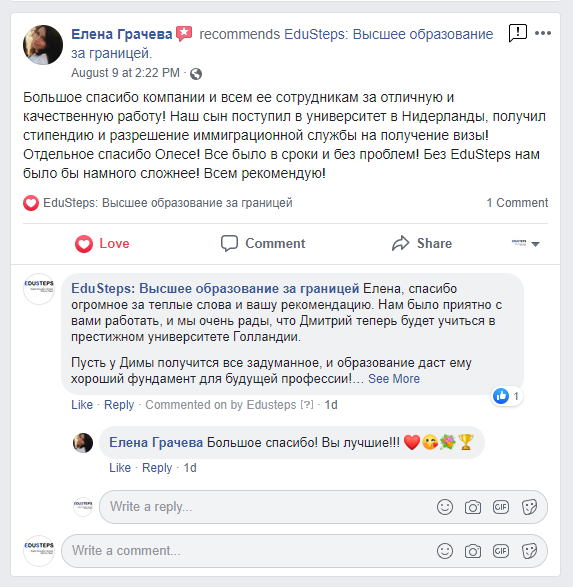 Елена Грачева recommends EduSteps: Высшее образование
за границей.
August 9 at 2:22 PM ·
Большое спасибо компании и всем ее сотрудникам за отличную и
качественную работу! Наш сын поступил в университет в Нидерланды, получил
стипендию и разрешение иммиграционной службы на получение визы!
Отдельное спасибо Олесе! Все было в сроки и без проблем! Без EduSteps нам
было бы намного сложнее! Всем рекомендую!
EduSteps: Высшее образование за границей 1 Comment
Love Comment Share
EDUSTEPS
EduSteps: Высшее образование за границей Елена, спасибо
огромное за теплые слова и вашу рекомендацию. Нам было приятно с
вами работать, и мы очень рады, что Дмитрий теперь будет учиться в
престижном университете Голландии.
Пусть у Димы получится все задуманное, и образование даст ему
хороший фундамент для будущей профессии!… See More
1
Like · Reply · Commented on by Edusteps [?] · 1d
Елена Грачева Большое спасибо! Вы лучшие!!! ❤️😘💐🏆
Like · Reply · 1d
EDUSTEPS Write a reply... GIF
EDUSTEPS Write a comment... GIF